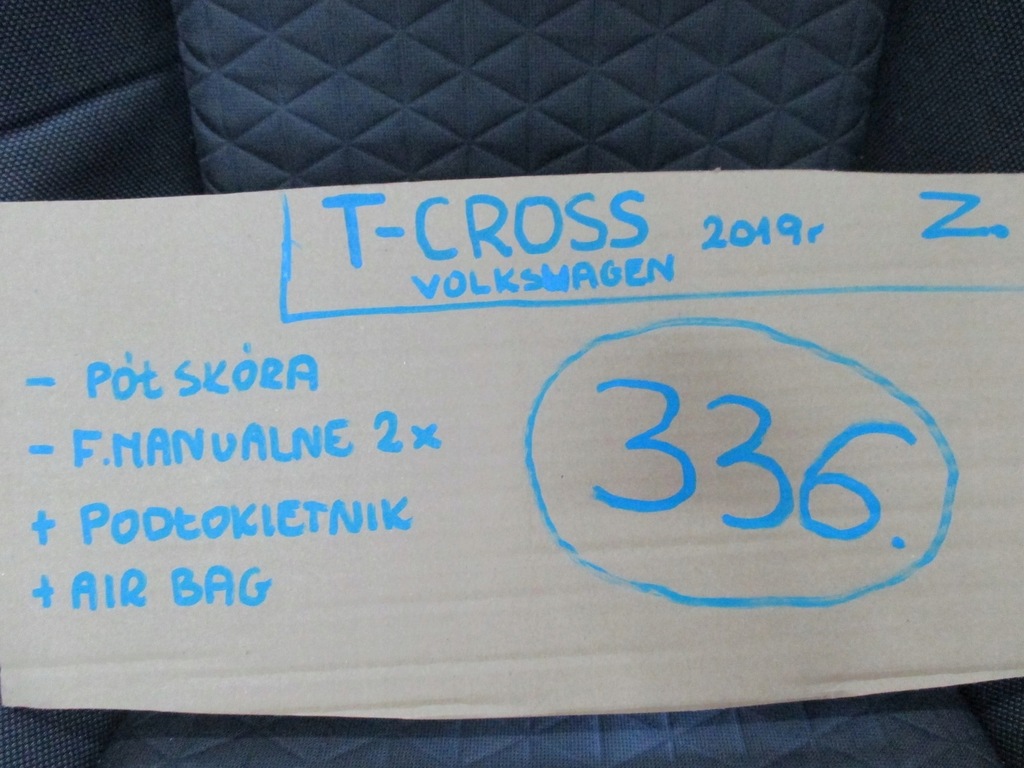 T-CROSS 2019r Z.
VOLKSWAGEN
- PÓŁ SKÓRA
- F.MANUALNE 2x
+ PODŁOKIETNIK
+ AIR BAG
336.